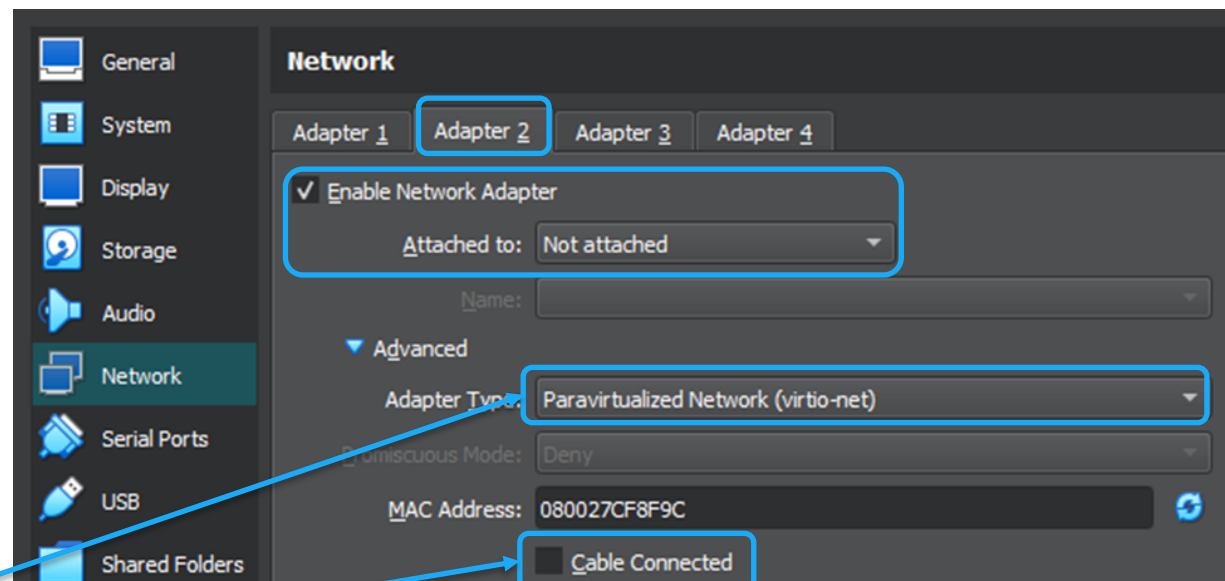 General
System
Display
Storage
Audio
Network
Serial Ports
USB
Shared Folders
Network
Adapter 1 Adapter 2 Adapter 3 Adapter 4
Enable Network Adapter
Attached to: Not attached
Name:
Advanced
Adapter Type: Paravirtualized Network (virtio-net)
Promiscuous Mode: Deny
MAC Address: 080027CF8F9C
Cable Connected